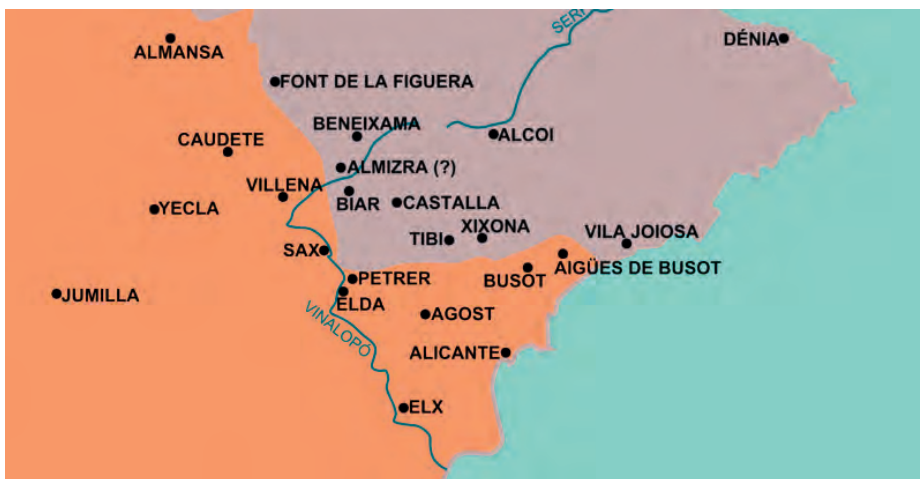 SERP
DÉNIA
ALMANSA
FONT DE LA FIGUERA
BENEIXAMA
ALCOI
CAUDETE
ALMIZRA (?)
VILLENA
BIAR
CASTALLA
YECLA
XIXONA
VILA JOIOSA
TIBI
SAX
AIGÜES DE BUSOT
PETRER
BUSOT
ELDA
JUMILLA
AGOST
VINALOPÓ
ALICANTE
ELX